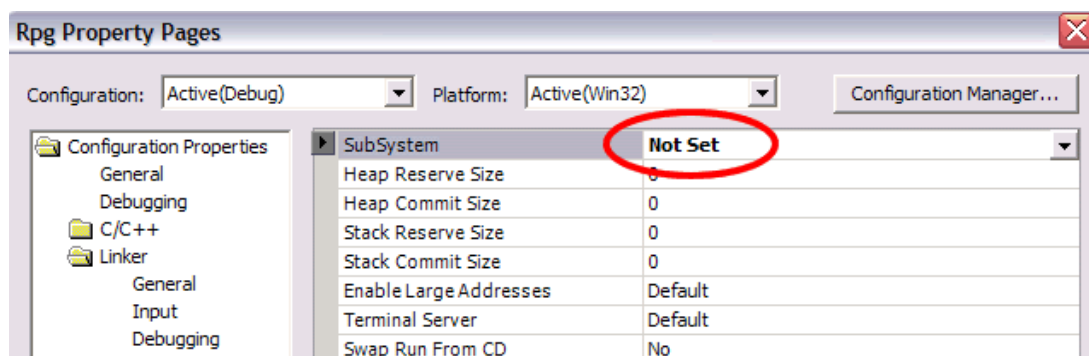 Rpg Property Pages
Configuration: Active(Debug) Platform: Active(Win32) Configuration Manager...
Configuration Properties
General
Debugging
C/C++
Linker
General
Input
Debugging
SubSystem Not Set
Heap Reserve Size 0
Heap Commit Size 0
Stack Reserve Size 0
Stack Commit Size 0
Enable Large Addresses Default
Terminal Server Default
Swap Run From CD No